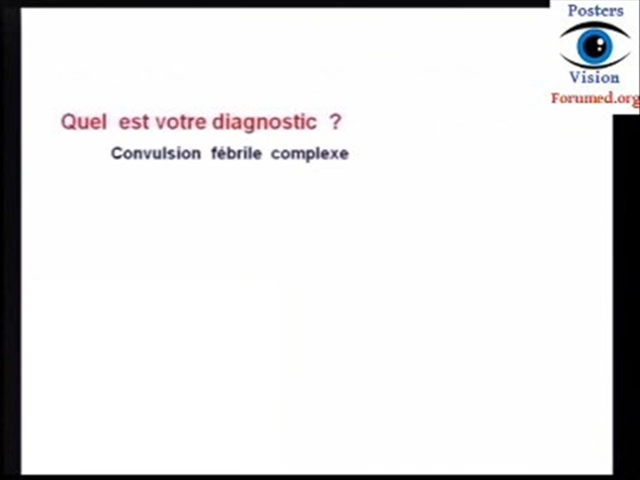 Posters
Vision
Forumed.org
Quel est votre diagnostic ?
Convulsion fébrile complexe